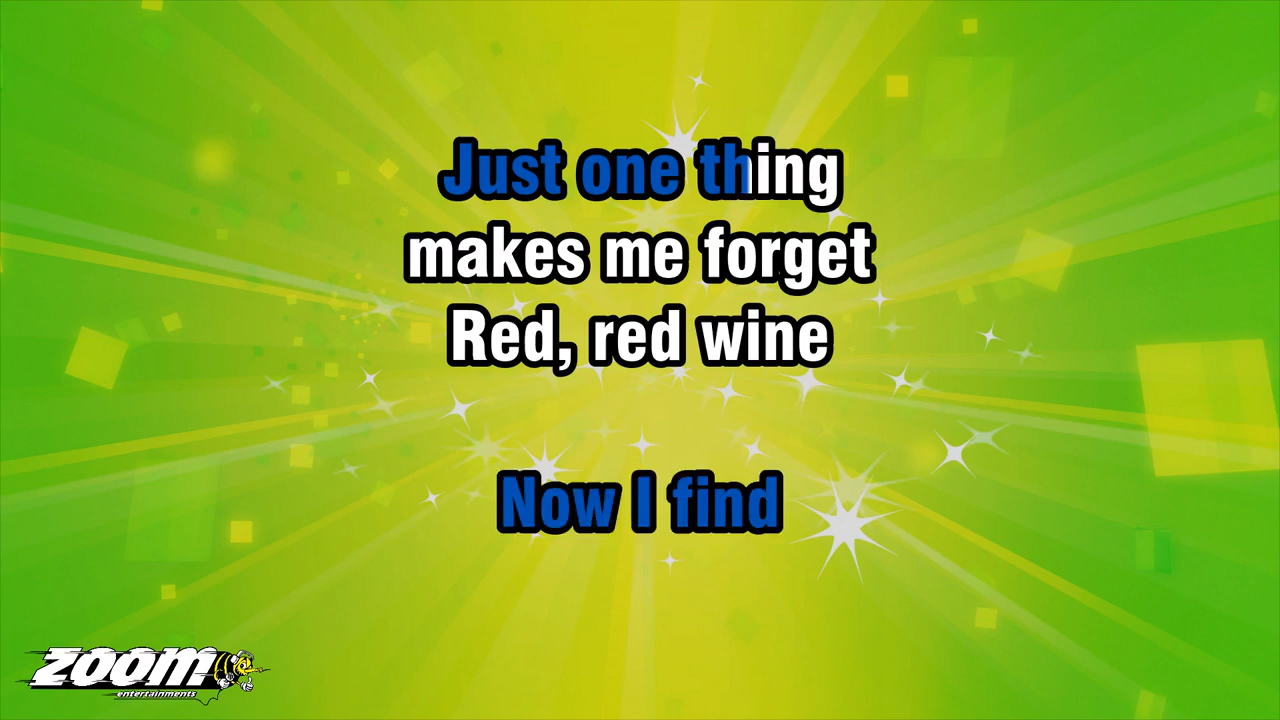 Just one thing
makes me forget
Red, red wine
Now I find
zoom
entertainments